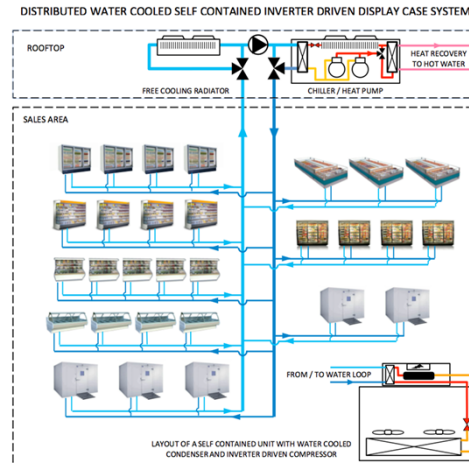 DISTRIBUTED WATER COOLED SELF CONTAINED INVERTER DRIVEN DISPLAY CASE SYSTEM
ROOFTOP
HEAT RECOVERY
TO HOT WATER
FREE COOLING RADIATOR
CHILLER / HEAT PUMP
SALES AREA
FROM / TO WATER LOOP
LAYOUT OF A SELF CONTAINED UNIT WITH WATER COOLED
CONDENSER AND INVERTER DRIVEN COMPRESSOR